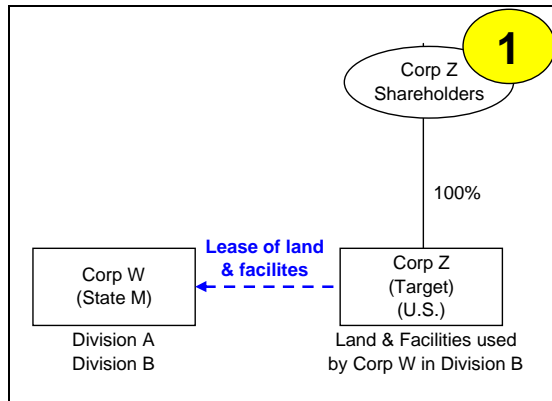 1
Corp Z
Shareholders
100%
Lease of land
& facilites
Corp W
(State M)
Corp Z
(Target)
(U.S.)
Division A
Division B
Land & Facilities used
by Corp W in Division B